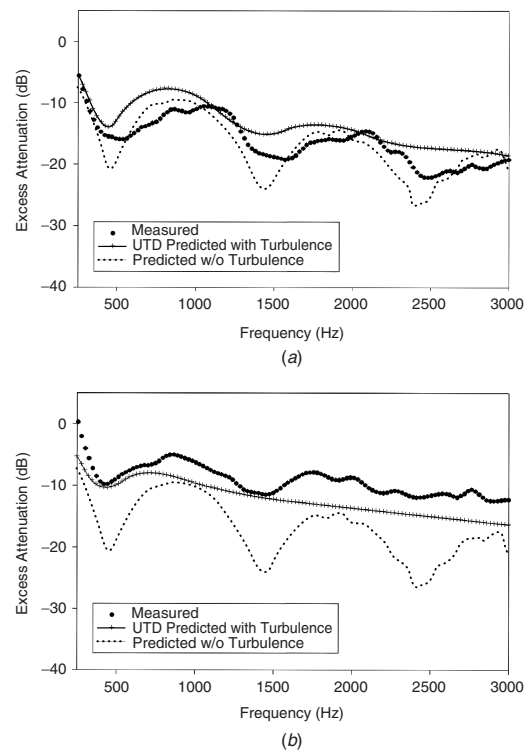 0
−10
−20
−30
−40
Excess Attenuation (dB)
Measured
UTD Predicted with Turbulence
Predicted w/o Turbulence
500 1000 1500 2000 2500 3000
Frequency (Hz)
(a)
0
−10
−20
−30
−40
Excess Attenuation (dB)
Measured
UTD Predicted with Turbulence
Predicted w/o Turbulence
500 1000 1500 2000 2500 3000
Frequency (Hz)
(b)